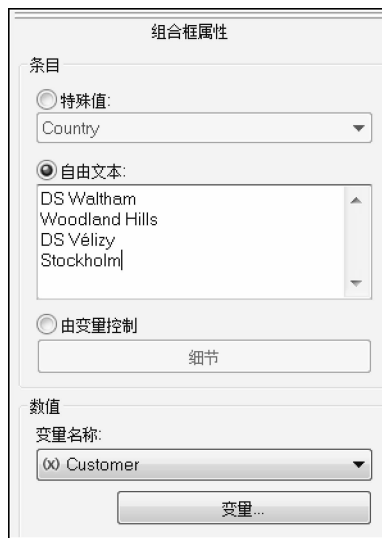 组合框属性
条目
特殊值:
Country
自由文本:
DS Waltham
Woodland Hills
DS Vélizy
Stockholm
由变量控制
细节
数值
变量名称:
(x) Customer
变量...